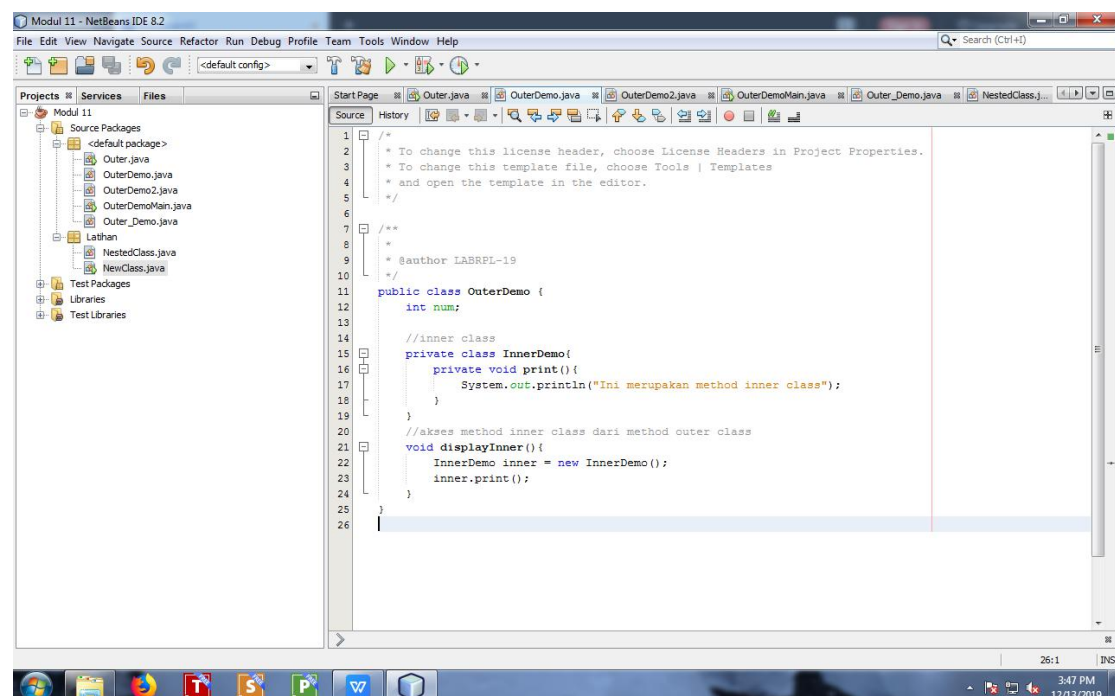 Modul 11 - NetBeans IDE 8.2
File Edit View Navigate Source Refactor Run Debug Profile Team Tools Window Help
Search (Ctrl+I)
<default config>
Projects Services Files
Start Page Outer.java OuterDemo.java OuterDemo2.java OuterDemoMain.java Outer_Demo.java NestedClass.j...
Source History
Modul 11
Source Packages
<default package>
Outer.java
OuterDemo.java
OuterDemo2.java
OuterDemoMain.java
Outer_Demo.java
Latihan
NestedClass.java
NewClass.java
Test Packages
Libraries
Test Libraries
1 /*
2 * To change this license header, choose License Headers in Project Properties.
3 * To change this template file, choose Tools | Templates
4 * and open the template in the editor.
5 */
6
7 /**
8 *
9 * @author LABRPL-19
10 */
11 public class OuterDemo {
12 int num;
13
14 //inner class
15 private class InnerDemo{
16 private void print(){
17 System.out.println("Ini merupakan method inner class");
18 }
19 }
20 //akses method inner class dari method outer class
21 void displayInner(){
22 InnerDemo inner = new InnerDemo();
23 inner.print();
24 }
25 }
26
26:1 INS
3:47 PM
12/13/2018